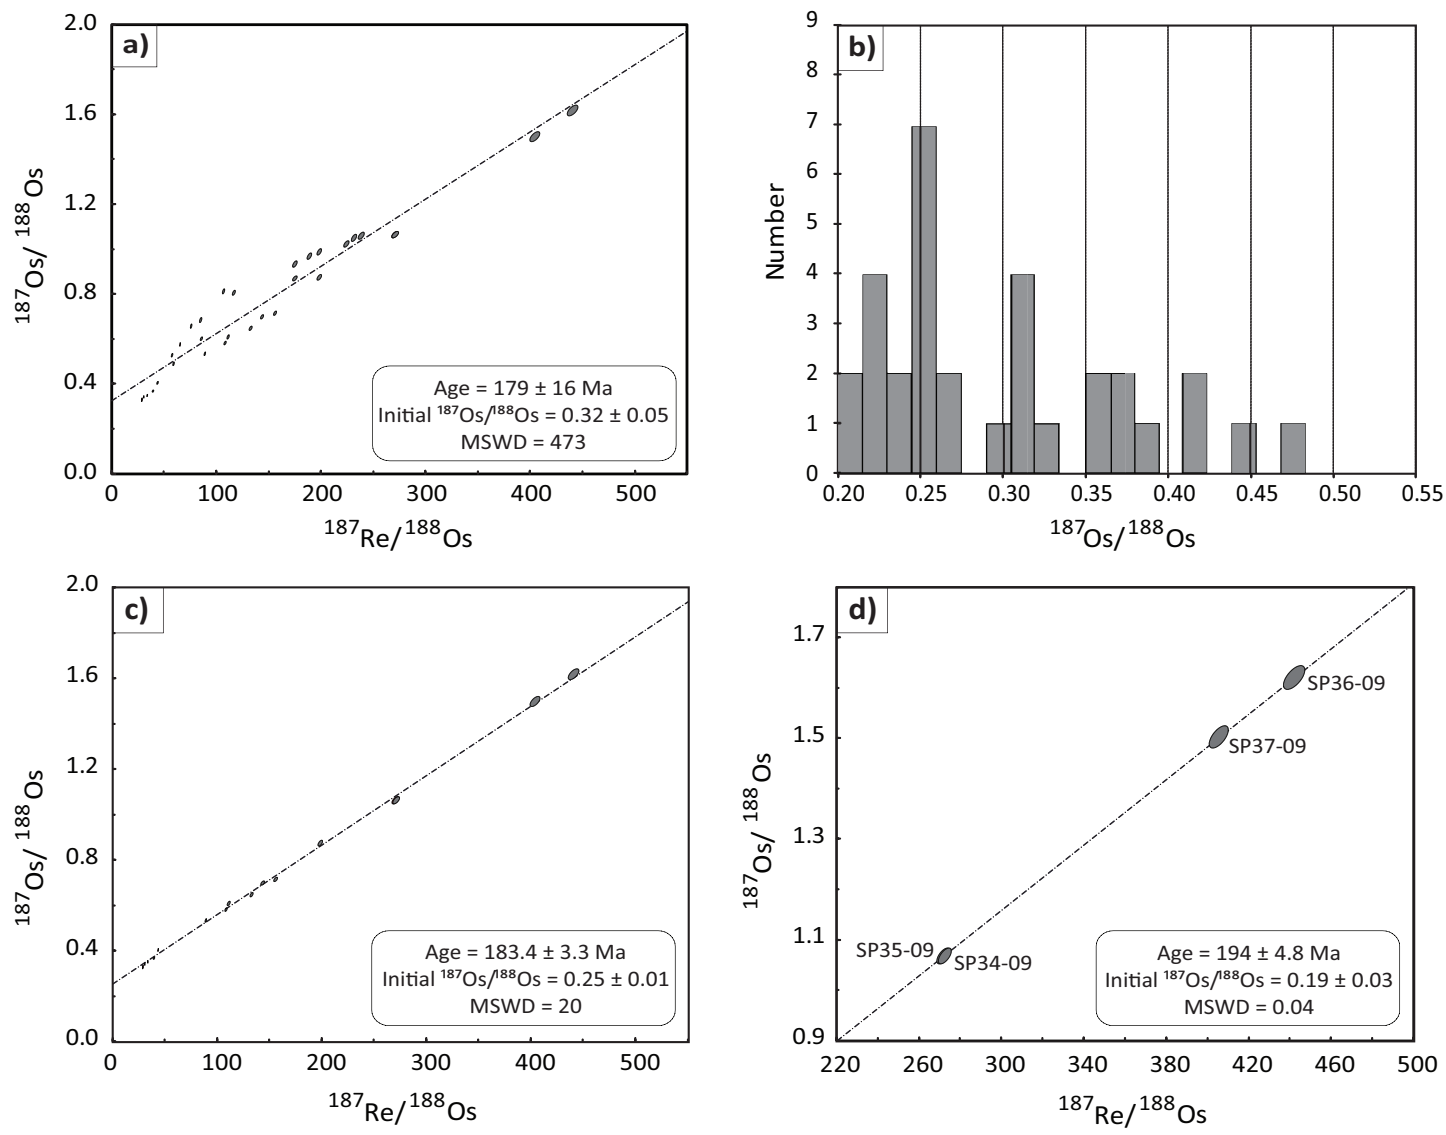 a)
2.0
1.6
1.2
0.8
0.4
0.0
187Os/ 188Os
Age = 179 ± 16 Ma
Initial 187Os/188Os = 0.32 ± 0.05
MSWD = 473
0 100 200 300 400 500
187Re/188Os
b)
9
8
7
6
5
4
3
2
1
0
Number
0.20 0.25 0.30 0.35 0.40 0.45 0.50 0.55
187Os/188Os
c)
2.0
1.6
1.2
0.8
0.4
0.0
187Os/ 188Os
Age = 183.4 ± 3.3 Ma
Initial 187Os/188Os = 0.25 ± 0.01
MSWD = 20
0 100 200 300 400 500
187Re/188Os
d)
1.7
1.5
1.3
1.1
0.9
187Os/ 188Os
SP36-09
SP37-09
SP35-09
SP34-09
Age = 194 ± 4.8 Ma
Initial 187Os/188Os = 0.19 ± 0.03
MSWD = 0.04
220 260 300 340 380 420 460 500
187Re/188Os